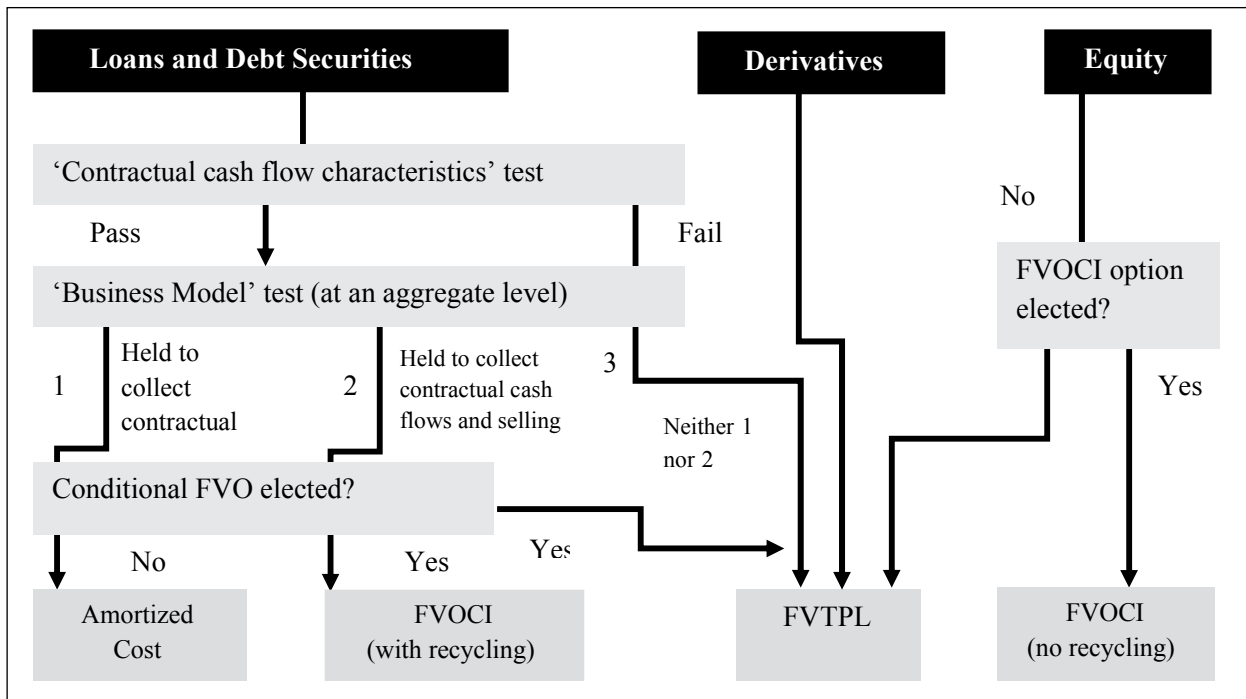 Loans and Debt Securities
Derivatives
Equity
‘Contractual cash flow characteristics’ test
No
Pass
Fail
FVOCI option
elected?
‘Business Model’ test (at an aggregate level)
1
Held to
collect
contractual
2
Held to collect
contractual cash
flows and selling
3
Neither 1
nor 2
Yes
Conditional FVO elected?
No
Yes
Yes
Amortized
Cost
FVOCI
(with recycling)
FVTPL
FVOCI
(no recycling)